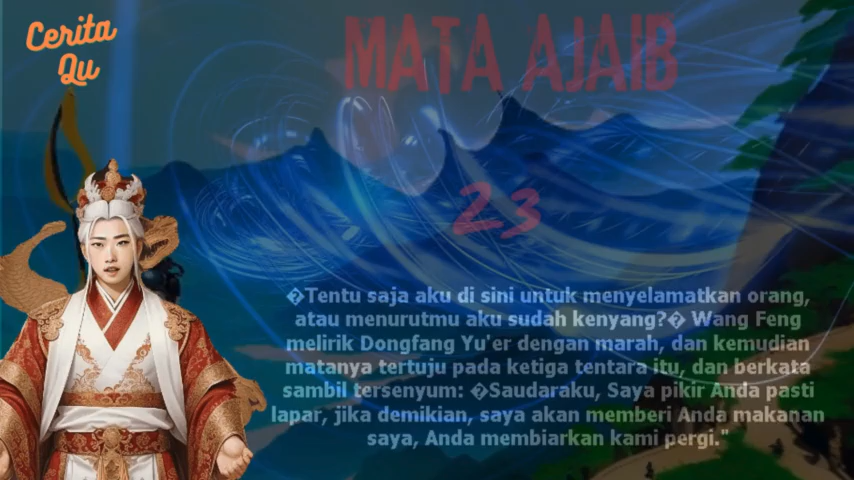 Cerita
Qu
MATA AJAIB
23
�Tentu saja aku di sini untuk menyelamatkan orang,
atau menurutmu aku sudah kenyang?� Wang Feng
melirik Dongfang Yu'er dengan marah, dan kemudian
matanya tertuju pada ketiga tentara itu, dan berkata
sambil tersenyum: �Saudaraku, Saya pikir Anda pasti
lapar, jika demikian, saya akan memberi Anda makanan
saya, Anda membiarkan kami pergi."